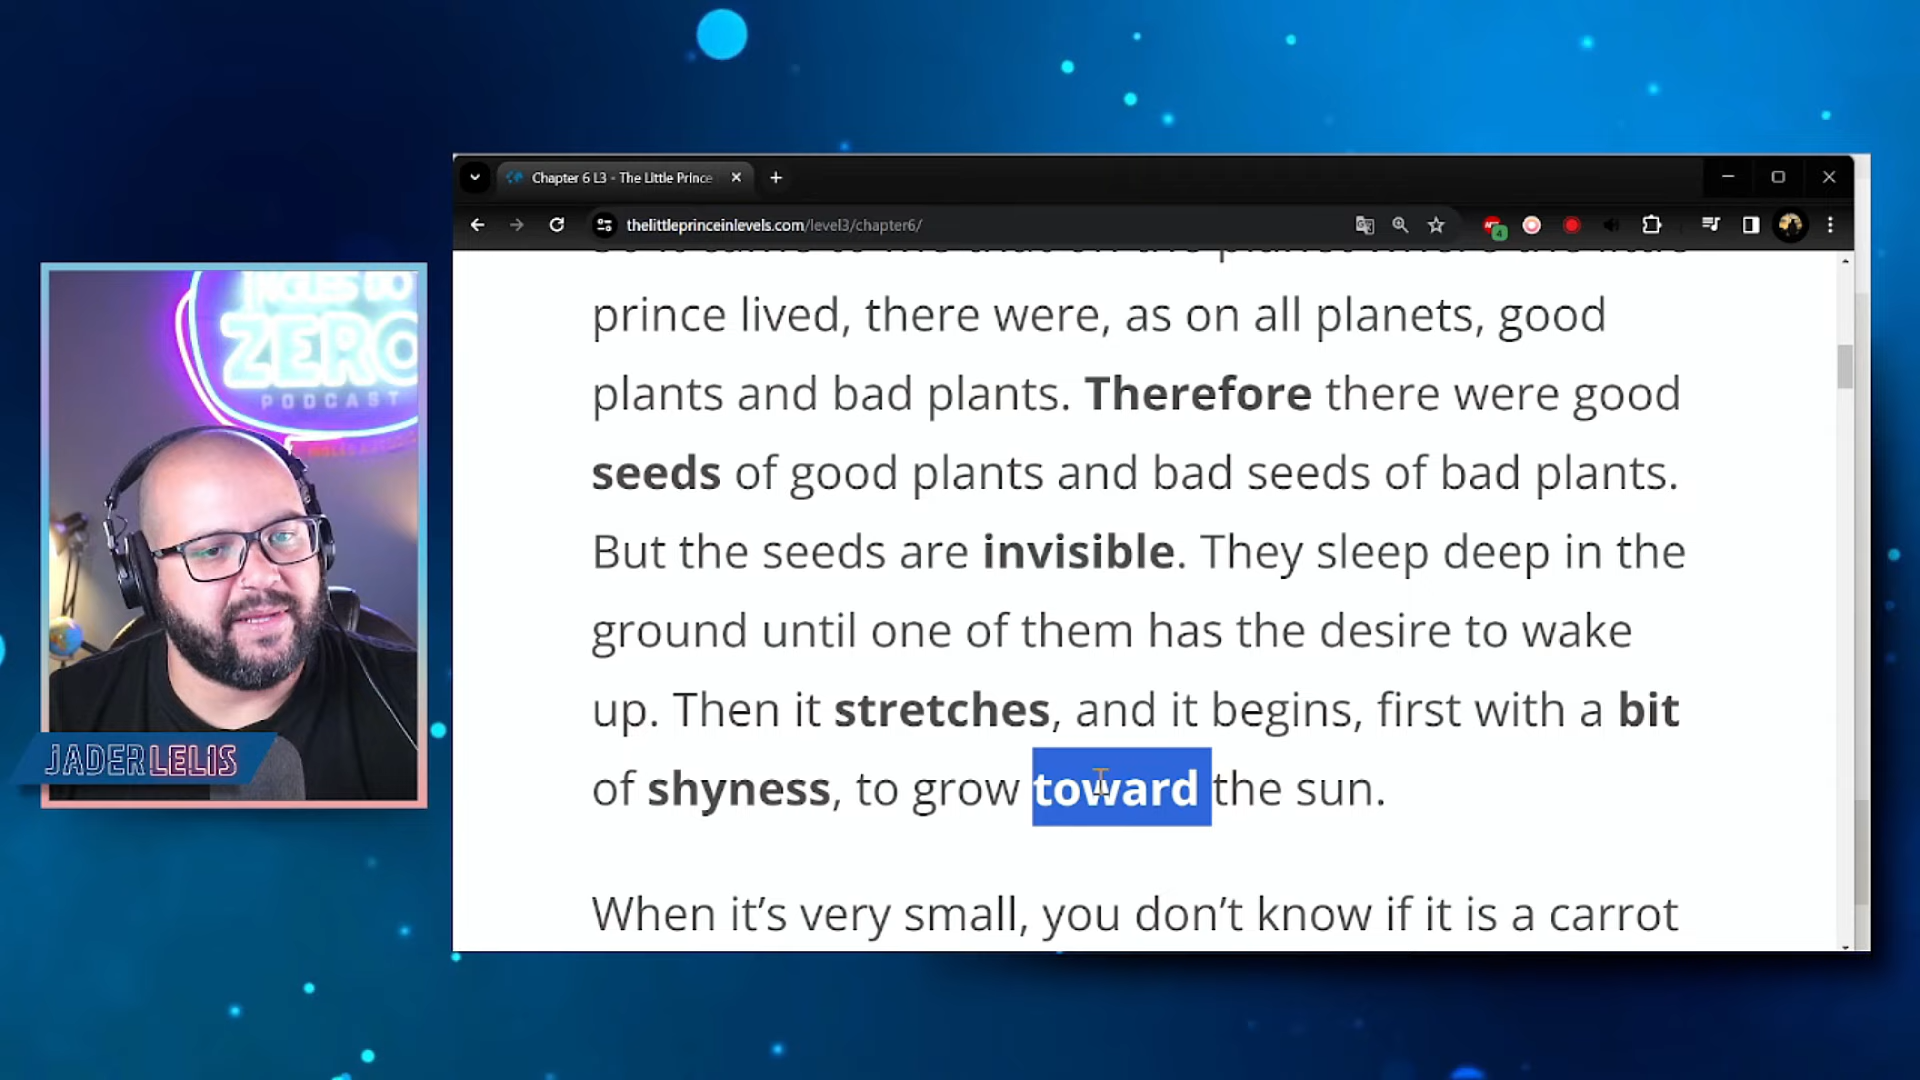 Chapter 6 L3 - The Little Prince
thelittleprinceinlevels.com/level3/chapter6/
4
prince lived, there were, as on all planets, good
plants and bad plants. Therefore there were good
seeds of good plants and bad seeds of bad plants.
But the seeds are invisible. They sleep deep in the
ground until one of them has the desire to wake
up. Then it stretches, and it begins, first with a bit
of shyness, to grow toward the sun.
When it's very small, you don't know if it is a carrot
ZERO
PODCAST
JADERLELIS